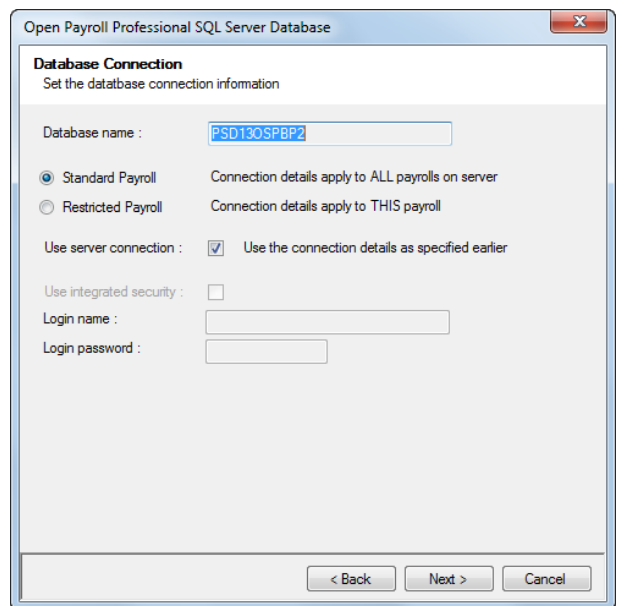 Open Payroll Professional SQL Server Database
Database Connection
Set the datatbase connection information
Database name :
PSD13OSPBP2
Standard Payroll
Connection details apply to ALL payrolls on server
Restricted Payroll
Connection details apply to THIS payroll
Use server connection :
Use the connection details as specified earlier
Use integrated security :
Login name :
Login password :
< Back
Next >
Cancel